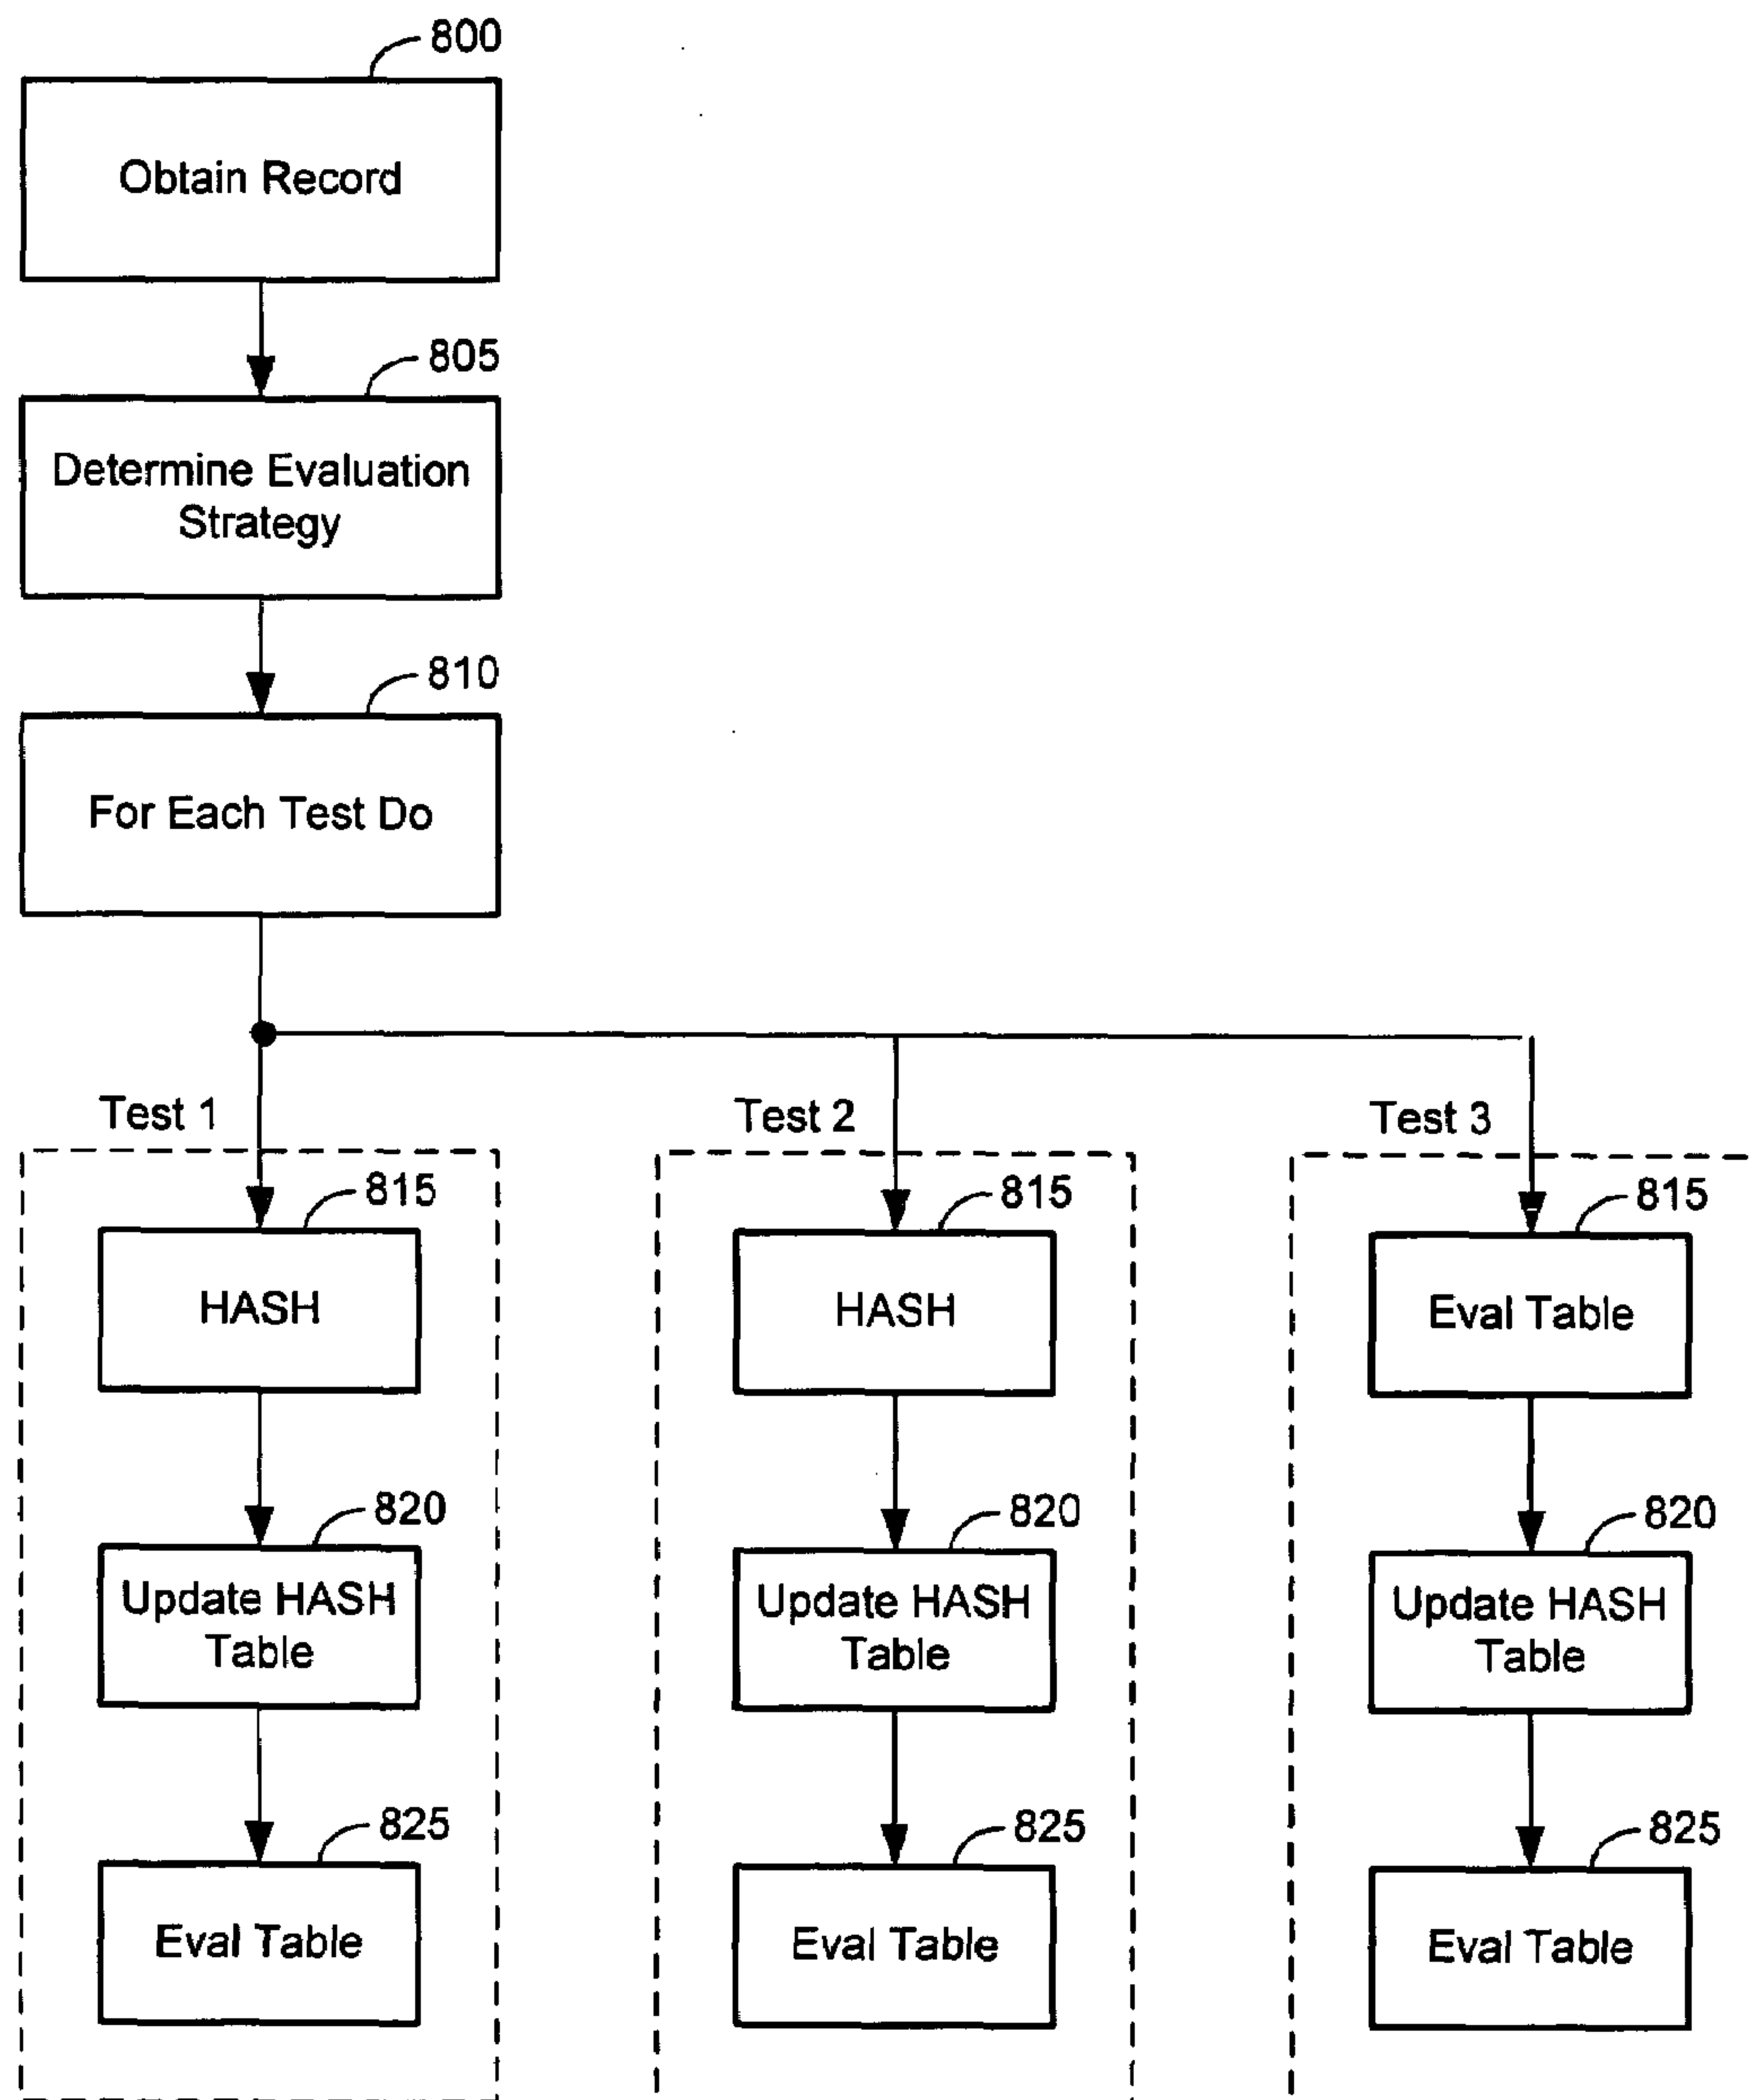 800
Obtain Record
805
Determine Evaluation
Strategy
810
For Each Test Do
Test 1
Test 2
Test 3
815
HASH
815
HASH
815
Eval Table
820
Update HASH
Table
820
Update HASH
Table
820
Update HASH
Table
825
Eval Table
825
Eval Table
825
Eval Table